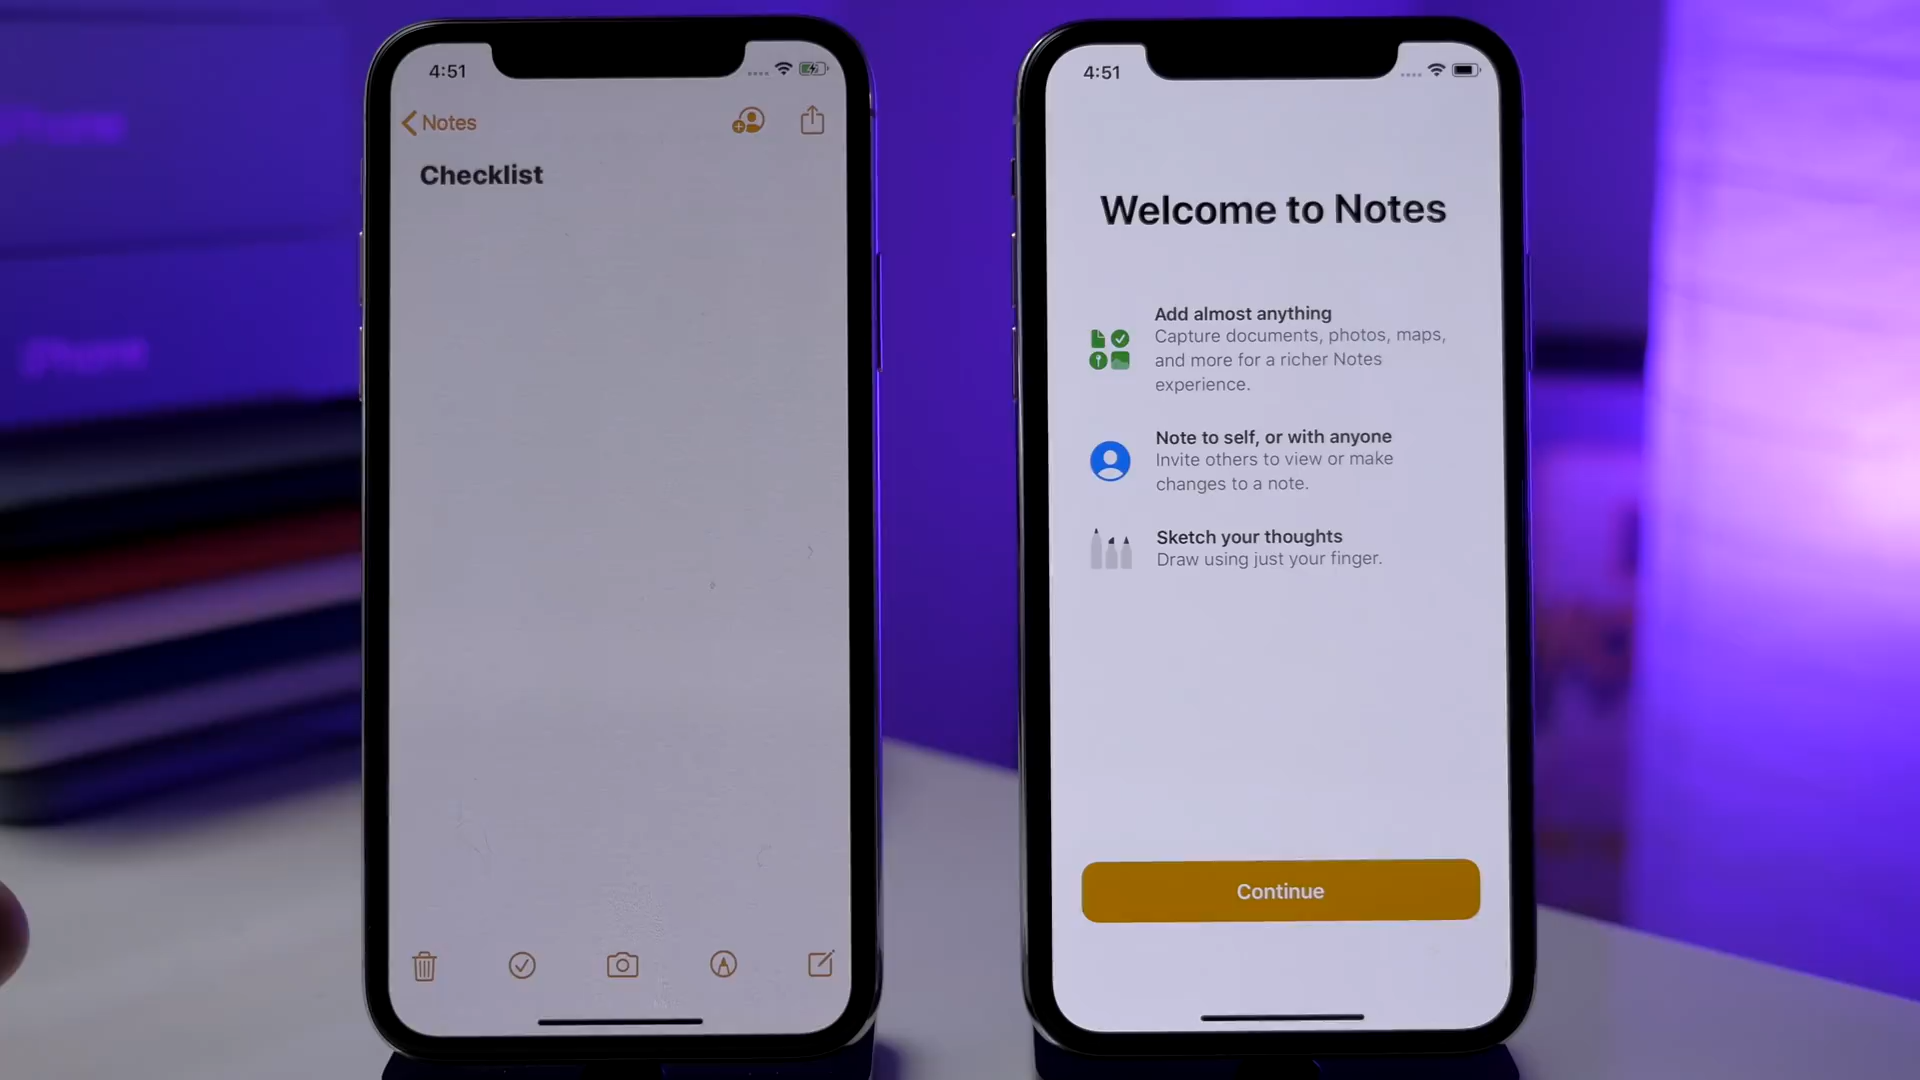 4:51
Notes
Checklist
4:51
Welcome to Notes
Add almost anything
Capture documents, photos, maps,
and more for a richer Notes
experience.
Note to self, or with anyone
Invite others to view or make
changes to a note.
Sketch your thoughts
Draw using just your finger.
Continue